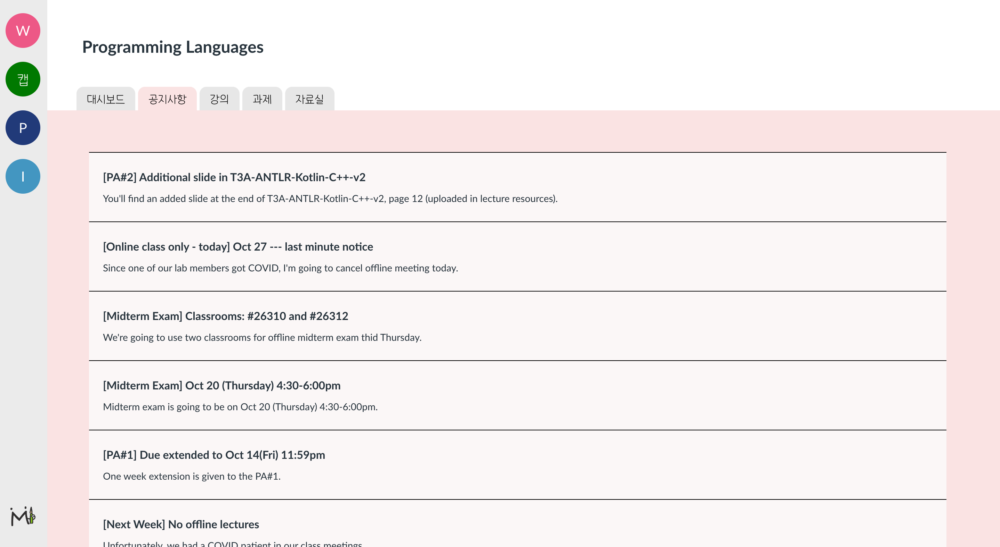 W
캡
P
I
Programming Languages
대시보드
공지사항
강의
과제
자료실
[PA#2] Additional slide in T3A-ANTLR-Kotlin-C++-v2
You'll find an added slide at the end of T3A-ANTLR-Kotlin-C++-v2, page 12 (uploaded in lecture resources).
[Online class only - today] Oct 27 --- last minute notice
Since one of our lab members got COVID, I'm going to cancel offline meeting today.
[Midterm Exam] Classrooms: #26310 and #26312
We're going to use two classrooms for offline midterm exam thid Thursday.
[Midterm Exam] Oct 20 (Thursday) 4:30-6:00pm
Midterm exam is going to be on Oct 20 (Thursday) 4:30-6:00pm.
[PA#1] Due extended to Oct 14(Fri) 11:59pm
One week extension is given to the PA#1.
[Next Week] No offline lectures
Unfortunately, we had a COVID patient in our class meetings